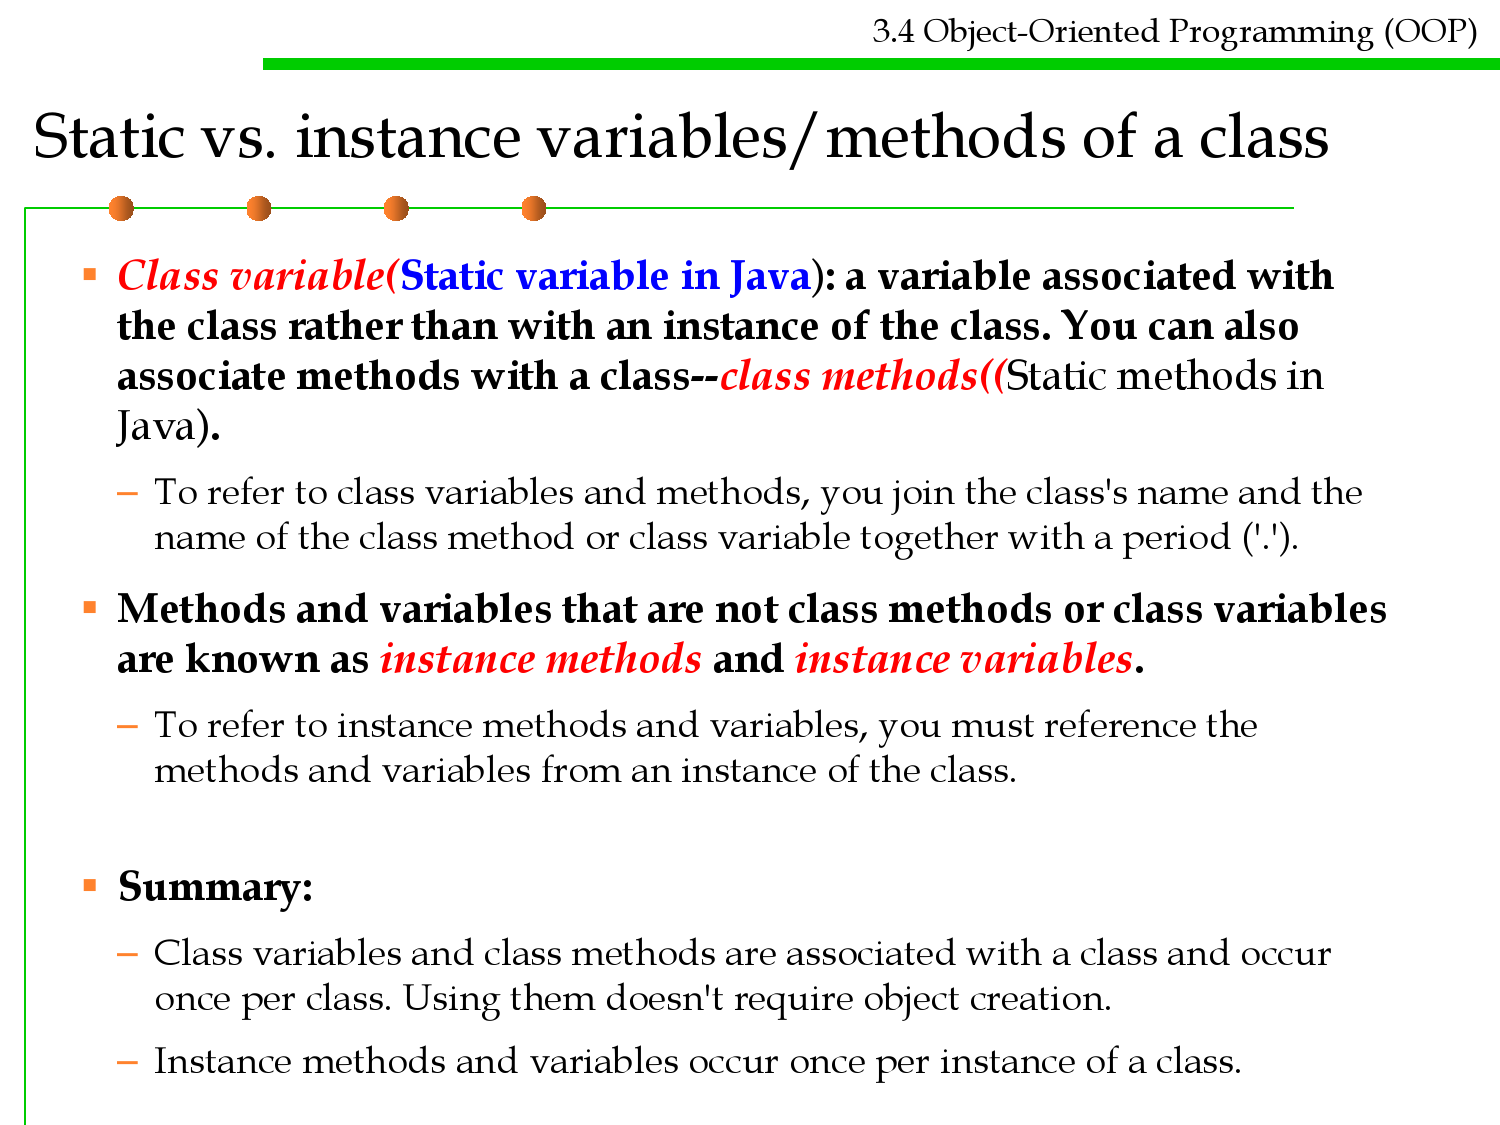 3.4 Object-Oriented Programming (OOP)
Static vs. instance variables/methods of a class
▪ Class variable(Static variable in Java): a variable associated with
the class rather than with an instance of the class. You can also
associate methods with a class--class methods((Static methods in
Java).
– To refer to class variables and methods, you join the class's name and the
name of the class method or class variable together with a period ('.').
▪ Methods and variables that are not class methods or class variables
are known as instance methods and instance variables.
– To refer to instance methods and variables, you must reference the
methods and variables from an instance of the class.
▪ Summary:
– Class variables and class methods are associated with a class and occur
once per class. Using them doesn't require object creation.
– Instance methods and variables occur once per instance of a class.